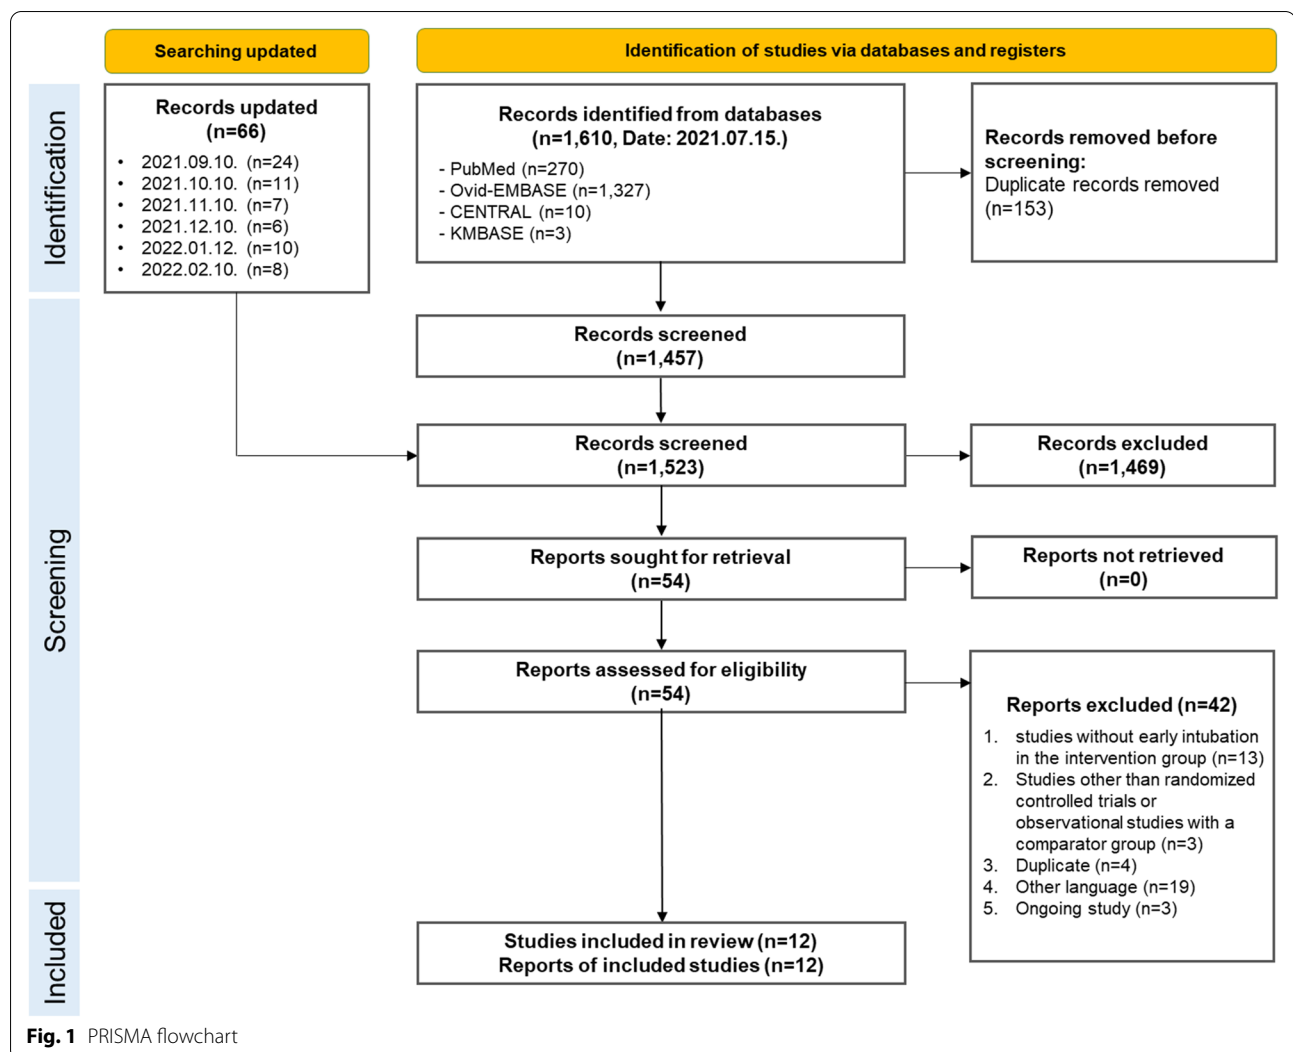 Searching updated
Identification of studies via databases and registers
Identification
Records updated
(n=66)
• 2021.09.10. (n=24)
• 2021.10.10. (n=11)
• 2021.11.10. (n=7)
• 2021.12.10. (n=6)
• 2022.01.12. (n=10)
• 2022.02.10. (n=8)
Records identified from databases
(n=1,610, Date: 2021.07.15.)
- PubMed (n=270)
- Ovid-EMBASE (n=1,327)
- CENTRAL (n=10)
- KMBASE (n=3)
Records removed before
screening:
Duplicate records removed
(n=153)
Screening
Records screened
(n=1,457)
Records screened
(n=1,523)
Records excluded
(n=1,469)
Reports sought for retrieval
(n=54)
Reports not retrieved
(n=0)
Reports assessed for eligibility
(n=54)
Reports excluded (n=42)
1. studies without early intubation
in the intervention group (n=13)
2. Studies other than randomized
controlled trials or
observational studies with a
comparator group (n=3)
3. Duplicate (n=4)
4. Other language (n=19)
5. Ongoing study (n=3)
Included
Studies included in review (n=12)
Reports of included studies (n=12)
Fig. 1 PRISMA flowchart